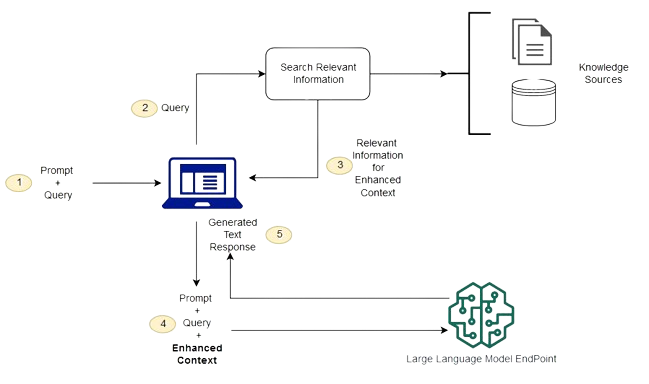 Search Relevant
Information
Knowledge
Sources
2
Query
Relevant
Information
for
Enhanced
Context
3
1
Prompt
+
Query
Generated
Text
Response
5
Prompt
+
Query
+
Enhanced
Context
4
Large Language Model EndPoint